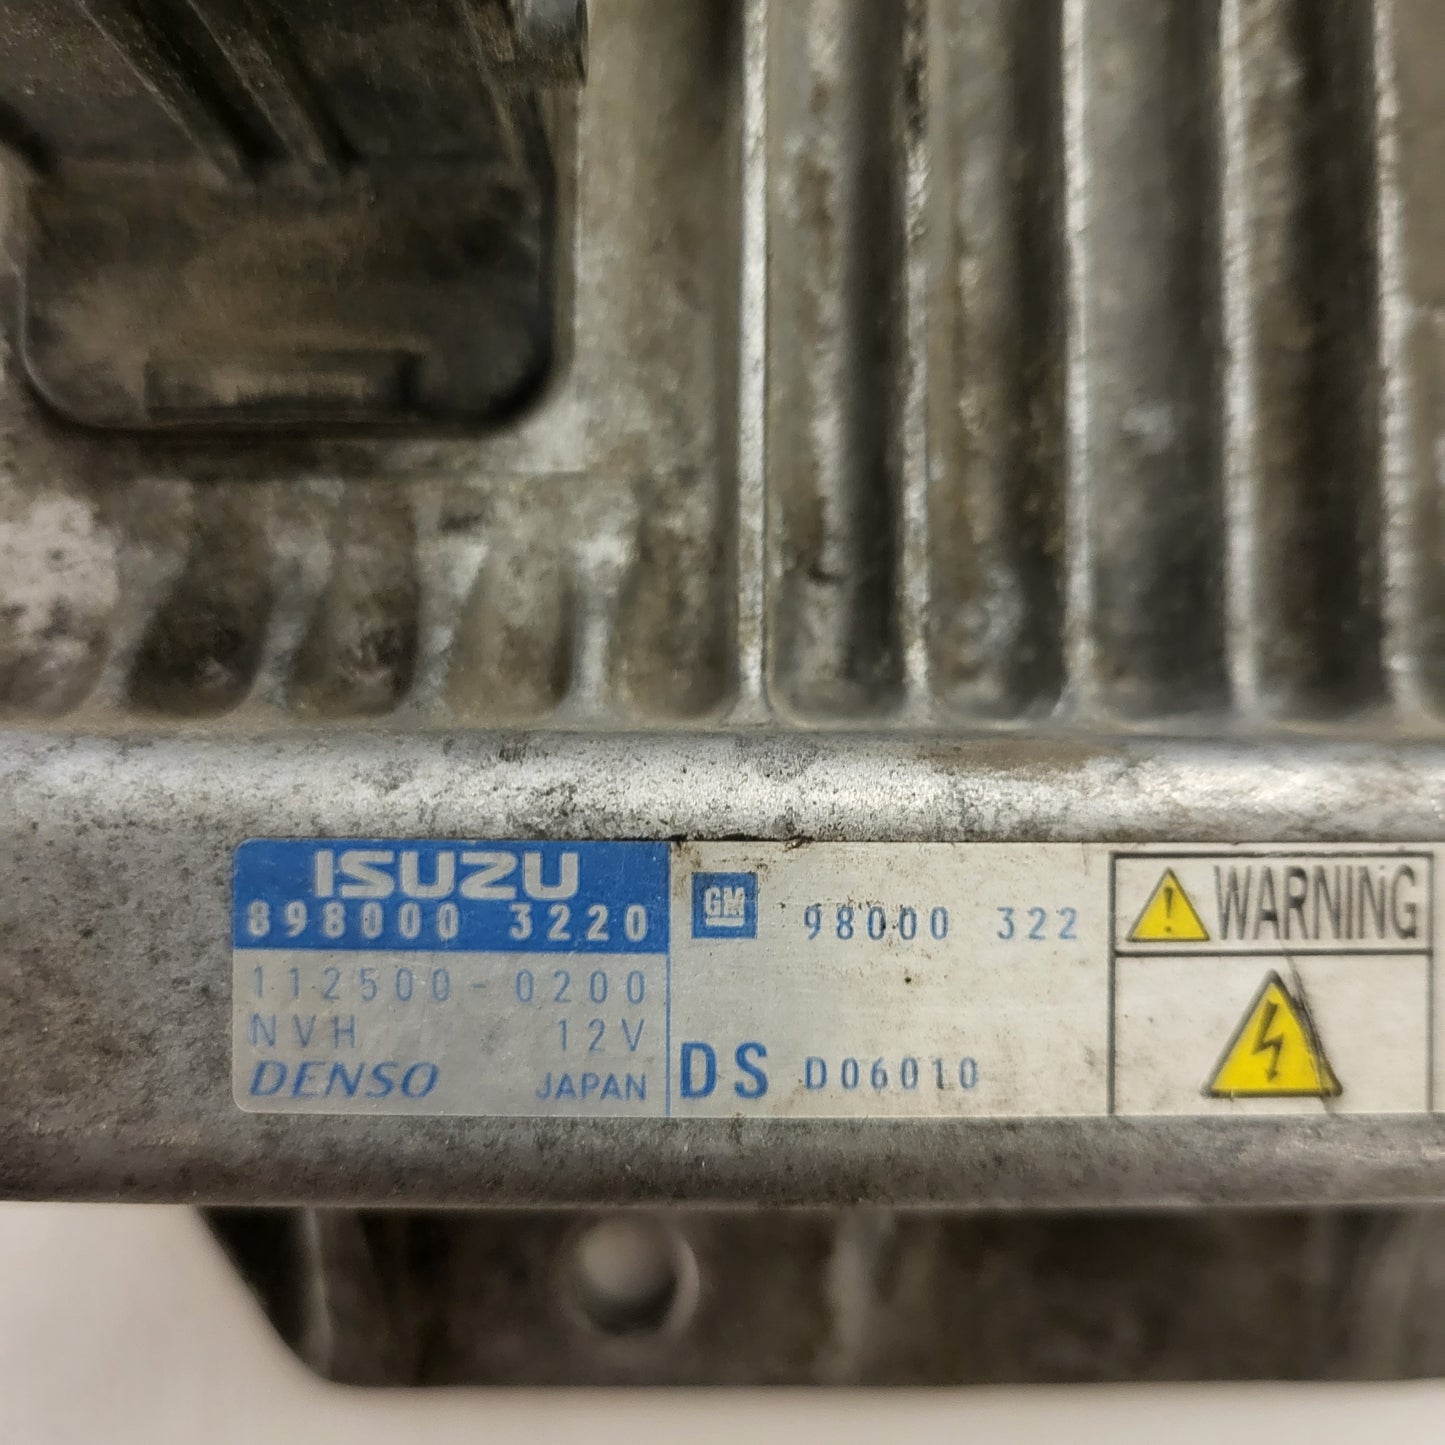 ISUZU
898000 3220
112500-0200
NVH 12V
DENSO JAPAN
GM 98000 322
DS D06010
! WARNING